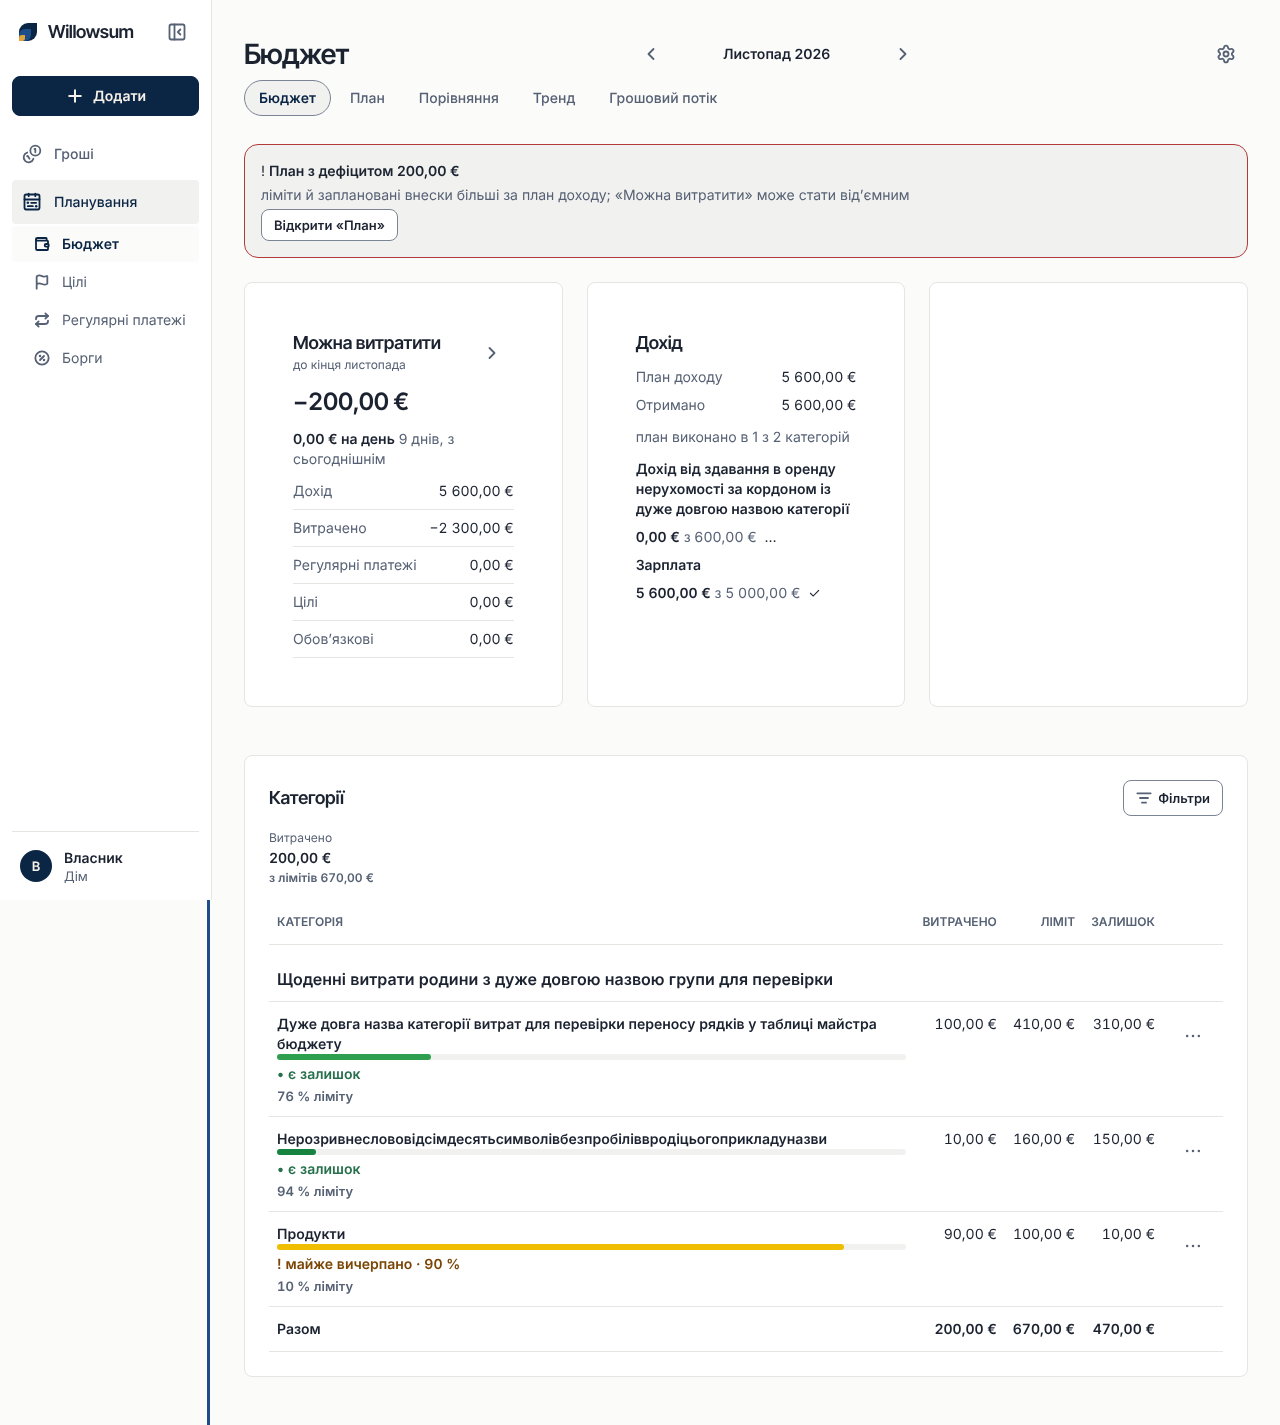 Willowsum
Додати
Гроші
Планування
Бюджет
Цілі
Регулярні платежі
Борги
В
Власник
Дім
Бюджет
Листопад 2026
Бюджет План Порівняння Тренд Грошовий потік
! План з дефіцитом 200,00 €
ліміти й заплановані внески більші за план доходу; «Можна витратити» може стати від’ємним
Відкрити «План»
Можна витратити
до кінця листопада
−200,00 €
0,00 € на день 9 днів, з
сьогоднішнім
Дохід 5 600,00 €
Витрачено −2 300,00 €
Регулярні платежі 0,00 €
Цілі 0,00 €
Обов’язкові 0,00 €
Дохід
План доходу 5 600,00 €
Отримано 5 600,00 €
план виконано в 1 з 2 категорій
Дохід від здавання в оренду
нерухомості за кордоном із
дуже довгою назвою категорії
0,00 € з 600,00 € …
Зарплата
5 600,00 € з 5 000,00 € ✓
Категорії
Фільтри
Витрачено
200,00 €
з лімітів 670,00 €
КАТЕГОРІЯ ВИТРАЧЕНО ЛІМІТ ЗАЛИШОК
Щоденні витрати родини з дуже довгою назвою групи для перевірки
Дуже довга назва категорії витрат для перевірки переносу рядків у таблиці майстра 100,00 € 410,00 € 310,00 € ...
бюджету
• є залишок
76 % ліміту
Нерозривнеслововідсімдесятьсимволівбезпробіліввродіцьогоприкладуназви 10,00 € 160,00 € 150,00 € ...
• є залишок
94 % ліміту
Продукти 90,00 € 100,00 € 10,00 € ...
! майже вичерпано · 90 %
10 % ліміту
Разом 200,00 € 670,00 € 470,00 €